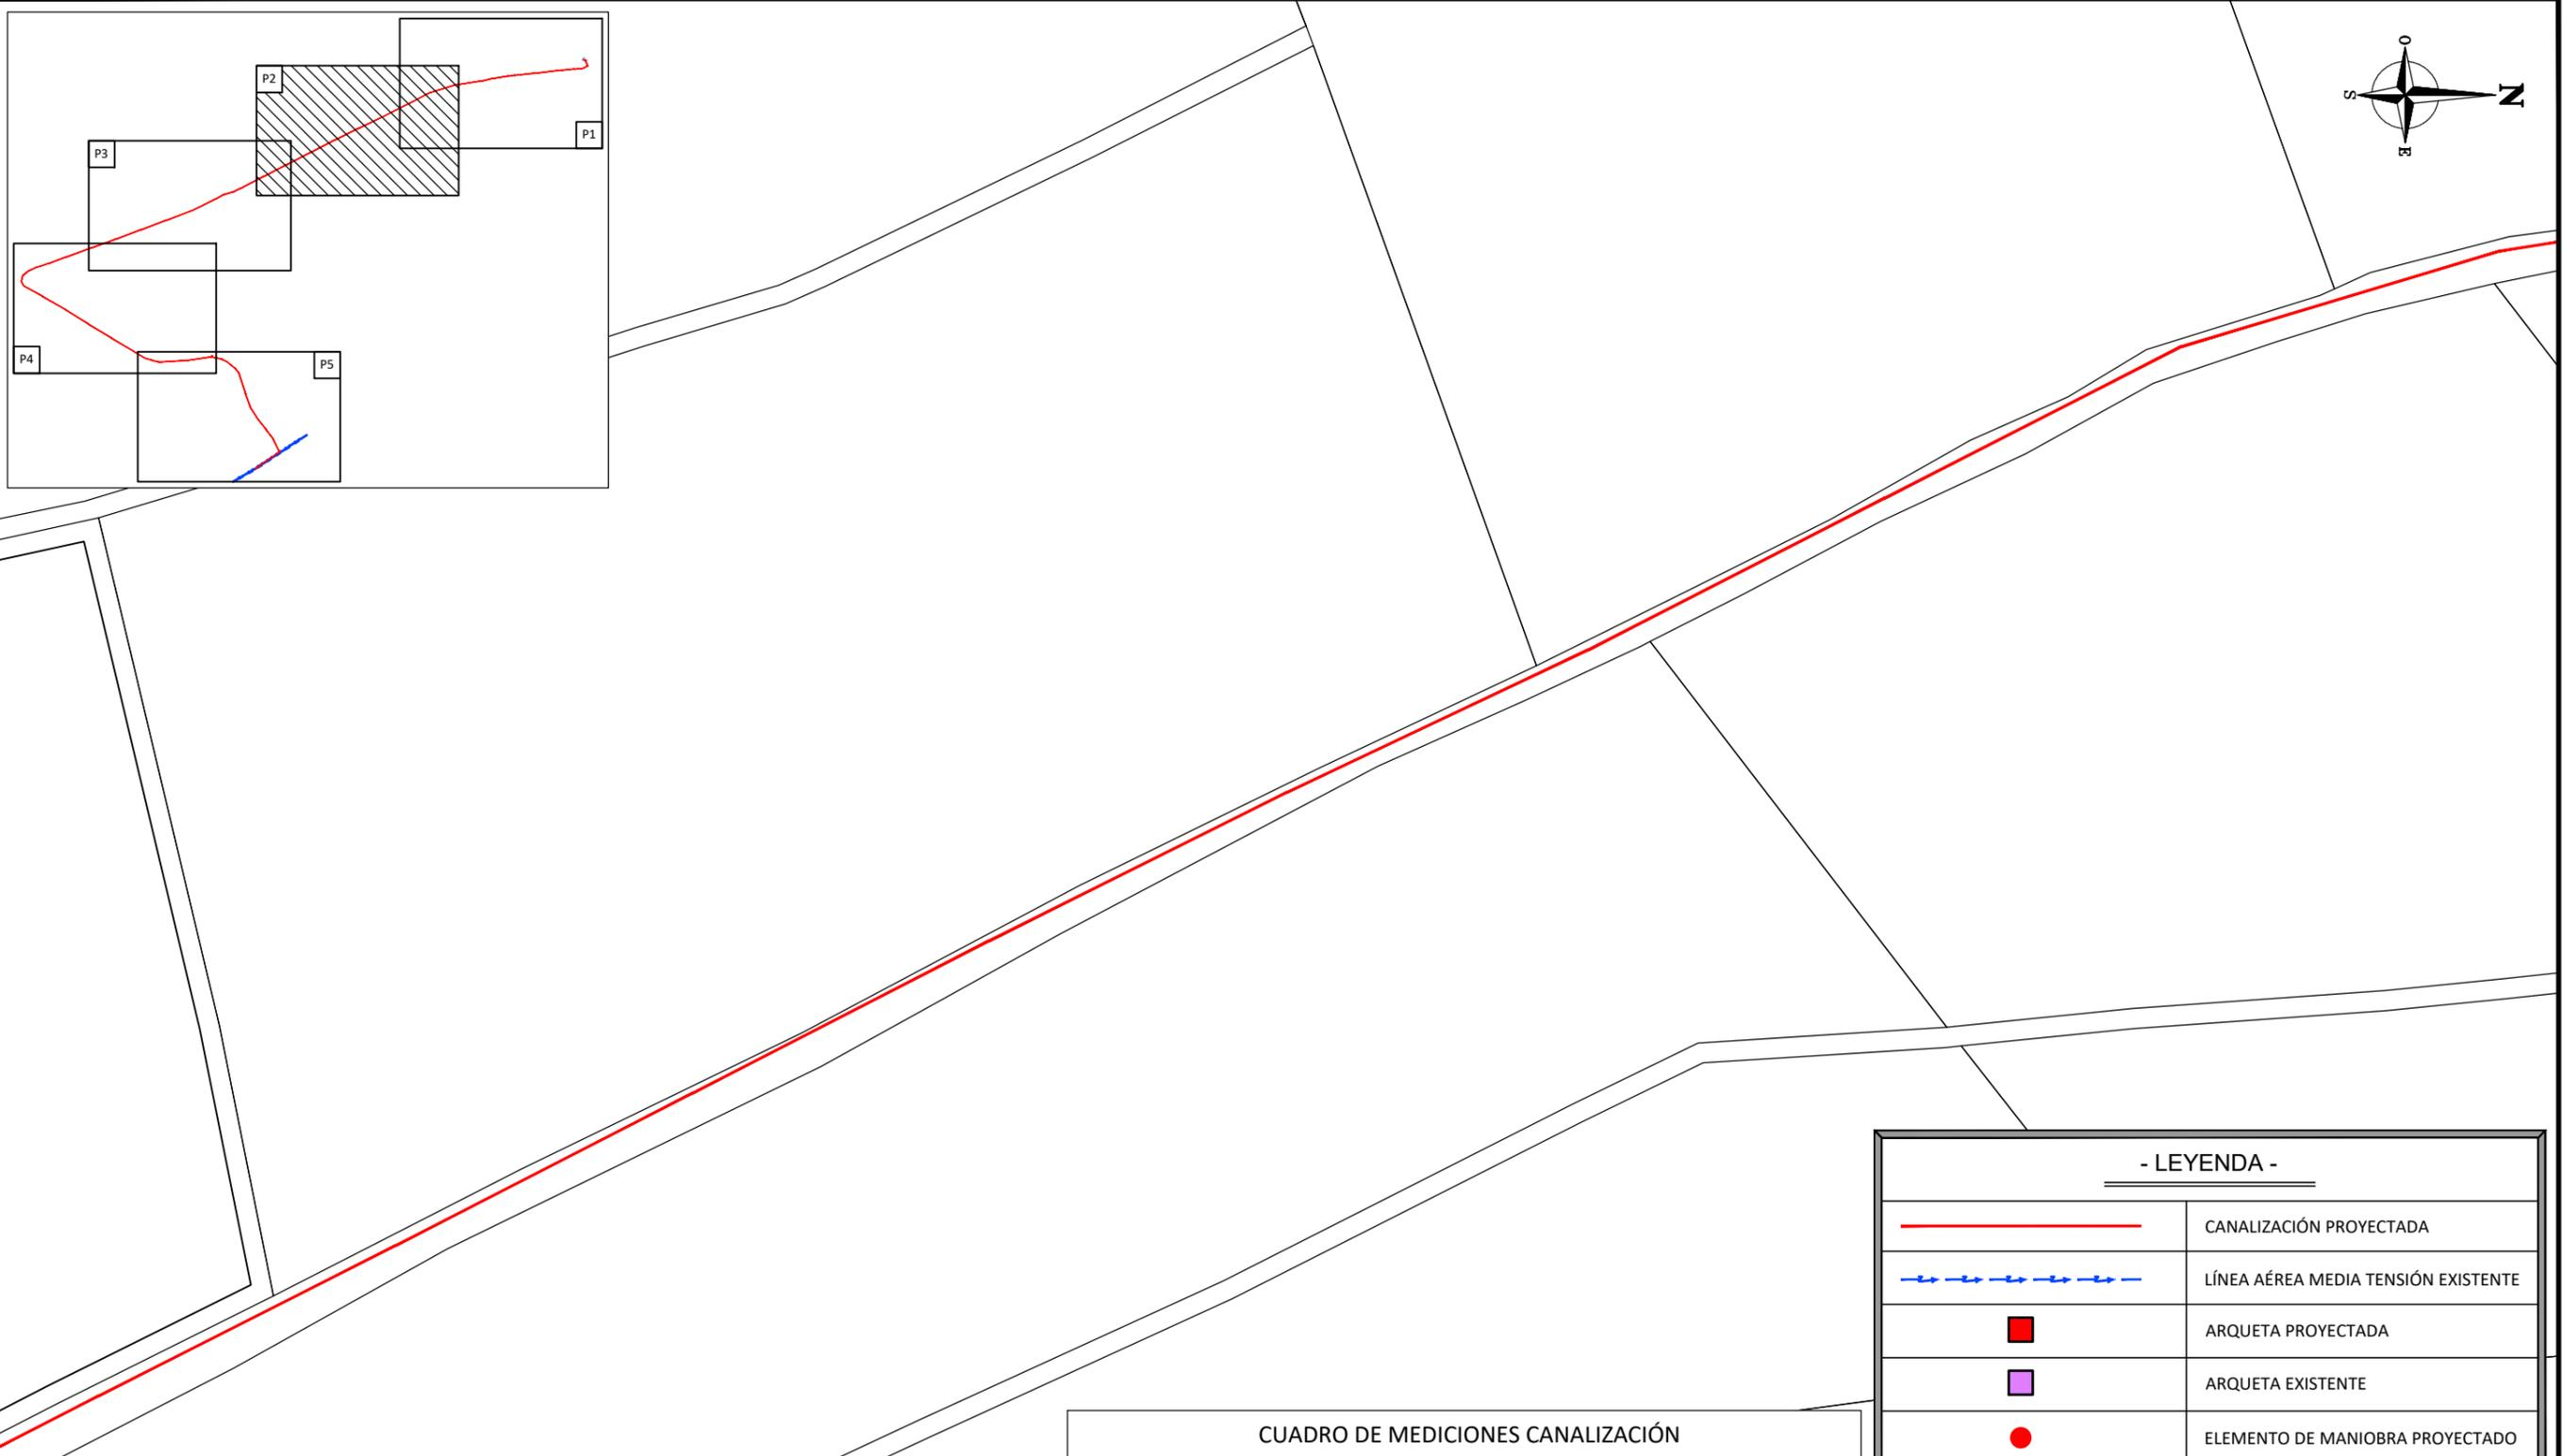 P1
P2
P3
P4
P5
O
S
N
E
- LEYENDA -
CANALIZACIÓN PROYECTADA
LÍNEA AÉREA MEDIA TENSIÓN EXISTENTE
ARQUETA PROYECTADA
ARQUETA EXISTENTE
ELEMENTO DE MANIOBRA PROYECTADO
CUADRO DE MEDICIONES CANALIZACIÓN